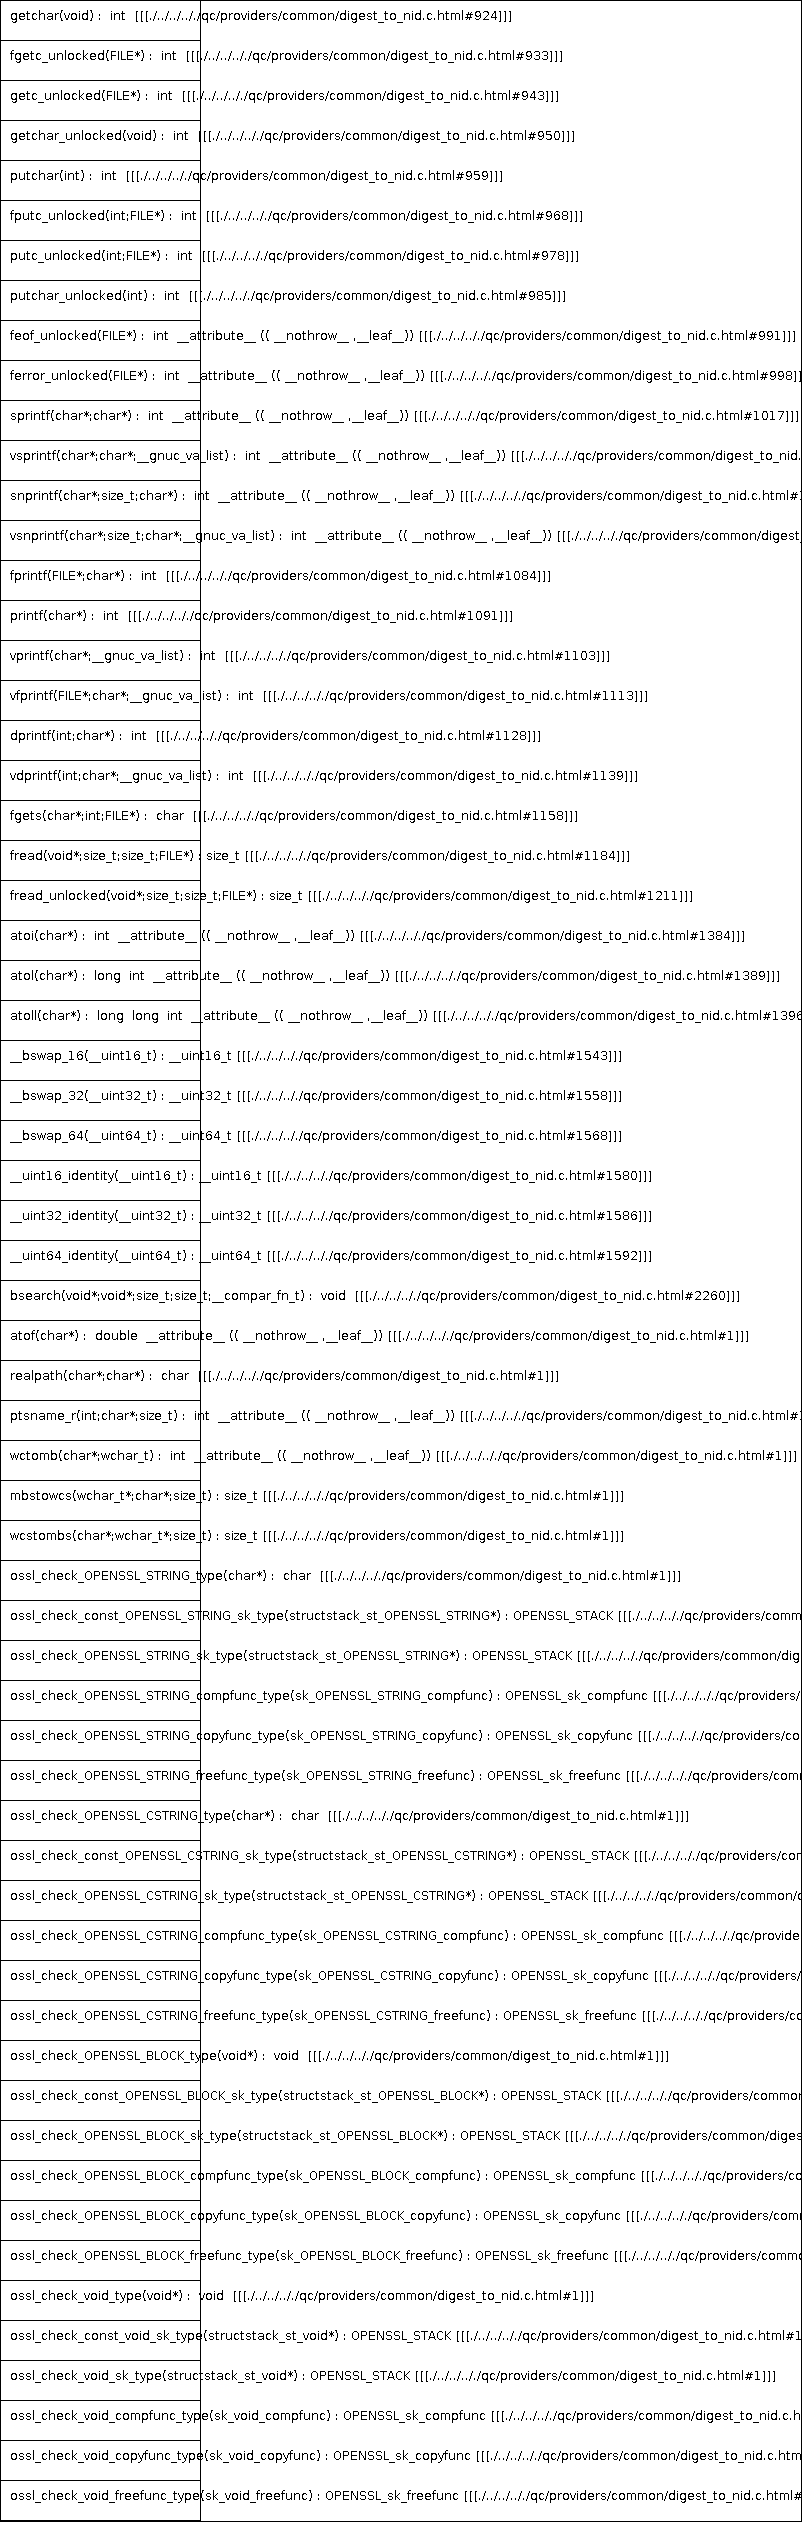 getchar(void) :  int  [[[./../../../../qc/providers/common/digest_to_nid.c.html#924]]]
fgetc_unlocked(FILE*) :  int  [[[./../../../../qc/providers/common/digest_to_nid.c.html#933]]]
getc_unlocked(FILE*) :  int  [[[./../../../../qc/providers/common/digest_to_nid.c.html#943]]]
getchar_unlocked(void) :  int  [[[./../../../../qc/providers/common/digest_to_nid.c.html#950]]]
putchar(int) :  int  [[[./../../../../qc/providers/common/digest_to_nid.c.html#959]]]
fputc_unlocked(int;FILE*) :  int  [[[./../../../../qc/providers/common/digest_to_nid.c.html#968]]]
putc_unlocked(int;FILE*) :  int  [[[./../../../../qc/providers/common/digest_to_nid.c.html#978]]]
putchar_unlocked(int) :  int  [[[./../../../../qc/providers/common/digest_to_nid.c.html#985]]]
feof_unlocked(FILE*) :  int  __attribute__ (( __nothrow__ ,__leaf__)) [[[./../../../../qc/providers/common/digest_to_nid.c.html#991]]]
ferror_unlocked(FILE*) :  int  __attribute__ (( __nothrow__ ,__leaf__)) [[[./../../../../qc/providers/common/digest_to_nid.c.html#998]]]
sprintf(char*;char*) :  int  __attribute__ (( __nothrow__ ,__leaf__)) [[[./../../../../qc/providers/common/digest_to_nid.c.html#1017]]]
vsprintf(char*;char*;__gnuc_va_list) :  int  __attribute__ (( __nothrow__ ,__leaf__)) [[[./../../../../qc/providers/common/digest_to_nid.
snprintf(char*;size_t;char*) :  int  __attribute__ (( __nothrow__ ,__leaf__)) [[[./../../../../qc/providers/common/digest_to_nid.c.html#
vsnprintf(char*;size_t;char*;__gnuc_va_list) :  int  __attribute__ (( __nothrow__ ,__leaf__)) [[[./../../../../qc/providers/common/digest
fprintf(FILE*;char*) :  int  [[[./../../../../qc/providers/common/digest_to_nid.c.html#1084]]]
printf(char*) :  int  [[[./../../../../qc/providers/common/digest_to_nid.c.html#1091]]]
vprintf(char*;__gnuc_va_list) :  int  [[[./../../../../qc/providers/common/digest_to_nid.c.html#1103]]]
vfprintf(FILE*;char*;__gnuc_va_list) :  int  [[[./../../../../qc/providers/common/digest_to_nid.c.html#1113]]]
dprintf(int;char*) :  int  [[[./../../../../qc/providers/common/digest_to_nid.c.html#1128]]]
vdprintf(int;char*;__gnuc_va_list) :  int  [[[./../../../../qc/providers/common/digest_to_nid.c.html#1139]]]
fgets(char*;int;FILE*) :  char  [[[./../../../../qc/providers/common/digest_to_nid.c.html#1158]]]
fread(void*;size_t;size_t;FILE*) : size_t [[[./../../../../qc/providers/common/digest_to_nid.c.html#1184]]]
fread_unlocked(void*;size_t;size_t;FILE*) : size_t [[[./../../../../qc/providers/common/digest_to_nid.c.html#1211]]]
atoi(char*) :  int  __attribute__ (( __nothrow__ ,__leaf__)) [[[./../../../../qc/providers/common/digest_to_nid.c.html#1384]]]
atol(char*) :  long  int  __attribute__ (( __nothrow__ ,__leaf__)) [[[./../../../../qc/providers/common/digest_to_nid.c.html#1389]]]
atoll(char*) :  long  long  int  __attribute__ (( __nothrow__ ,__leaf__)) [[[./../../../../qc/providers/common/digest_to_nid.c.html#1396
__bswap_16(__uint16_t) : __uint16_t [[[./../../../../qc/providers/common/digest_to_nid.c.html#1543]]]
__bswap_32(__uint32_t) : __uint32_t [[[./../../../../qc/providers/common/digest_to_nid.c.html#1558]]]
__bswap_64(__uint64_t) : __uint64_t [[[./../../../../qc/providers/common/digest_to_nid.c.html#1568]]]
__uint16_identity(__uint16_t) : __uint16_t [[[./../../../../qc/providers/common/digest_to_nid.c.html#1580]]]
__uint32_identity(__uint32_t) : __uint32_t [[[./../../../../qc/providers/common/digest_to_nid.c.html#1586]]]
__uint64_identity(__uint64_t) : __uint64_t [[[./../../../../qc/providers/common/digest_to_nid.c.html#1592]]]
bsearch(void*;void*;size_t;size_t;__compar_fn_t) :  void  [[[./../../../../qc/providers/common/digest_to_nid.c.html#2260]]]
atof(char*) :  double  __attribute__ (( __nothrow__ ,__leaf__)) [[[./../../../../qc/providers/common/digest_to_nid.c.html#1]]]
realpath(char*;char*) :  char  [[[./../../../../qc/providers/common/digest_to_nid.c.html#1]]]
ptsname_r(int;char*;size_t) :  int  __attribute__ (( __nothrow__ ,__leaf__)) [[[./../../../../qc/providers/common/digest_to_nid.c.html#
wctomb(char*;wchar_t) :  int  __attribute__ (( __nothrow__ ,__leaf__)) [[[./../../../../qc/providers/common/digest_to_nid.c.html#1]]]
mbstowcs(wchar_t*;char*;size_t) : size_t [[[./../../../../qc/providers/common/digest_to_nid.c.html#1]]]
wcstombs(char*;wchar_t*;size_t) : size_t [[[./../../../../qc/providers/common/digest_to_nid.c.html#1]]]
ossl_check_OPENSSL_STRING_type(char*) :  char  [[[./../../../../qc/providers/common/digest_to_nid.c.html#1]]]
ossl_check_const_OPENSSL_STRING_sk_type(structstack_st_OPENSSL_STRING*) : OPENSSL_STACK [[[./../../../../qc/providers/comm
ossl_check_OPENSSL_STRING_sk_type(structstack_st_OPENSSL_STRING*) : OPENSSL_STACK [[[./../../../../qc/providers/common/dig
ossl_check_OPENSSL_STRING_compfunc_type(sk_OPENSSL_STRING_compfunc) : OPENSSL_sk_compfunc [[[./../../../../qc/providers/
ossl_check_OPENSSL_STRING_copyfunc_type(sk_OPENSSL_STRING_copyfunc) : OPENSSL_sk_copyfunc [[[./../../../../qc/providers/co
ossl_check_OPENSSL_STRING_freefunc_type(sk_OPENSSL_STRING_freefunc) : OPENSSL_sk_freefunc [[[./../../../../qc/providers/com
ossl_check_OPENSSL_CSTRING_type(char*) :  char  [[[./../../../../qc/providers/common/digest_to_nid.c.html#1]]]
ossl_check_const_OPENSSL_CSTRING_sk_type(structstack_st_OPENSSL_CSTRING*) : OPENSSL_STACK [[[./../../../../qc/providers/com
ossl_check_OPENSSL_CSTRING_sk_type(structstack_st_OPENSSL_CSTRING*) : OPENSSL_STACK [[[./../../../../qc/providers/common/d
ossl_check_OPENSSL_CSTRING_compfunc_type(sk_OPENSSL_CSTRING_compfunc) : OPENSSL_sk_compfunc [[[./../../../../qc/provide
ossl_check_OPENSSL_CSTRING_copyfunc_type(sk_OPENSSL_CSTRING_copyfunc) : OPENSSL_sk_copyfunc [[[./../../../../qc/providers/
ossl_check_OPENSSL_CSTRING_freefunc_type(sk_OPENSSL_CSTRING_freefunc) : OPENSSL_sk_freefunc [[[./../../../../qc/providers/co
ossl_check_OPENSSL_BLOCK_type(void*) :  void  [[[./../../../../qc/providers/common/digest_to_nid.c.html#1]]]
ossl_check_const_OPENSSL_BLOCK_sk_type(structstack_st_OPENSSL_BLOCK*) : OPENSSL_STACK [[[./../../../../qc/providers/common
ossl_check_OPENSSL_BLOCK_sk_type(structstack_st_OPENSSL_BLOCK*) : OPENSSL_STACK [[[./../../../../qc/providers/common/diges
ossl_check_OPENSSL_BLOCK_compfunc_type(sk_OPENSSL_BLOCK_compfunc) : OPENSSL_sk_compfunc [[[./../../../../qc/providers/co
ossl_check_OPENSSL_BLOCK_copyfunc_type(sk_OPENSSL_BLOCK_copyfunc) : OPENSSL_sk_copyfunc [[[./../../../../qc/providers/com
ossl_check_OPENSSL_BLOCK_freefunc_type(sk_OPENSSL_BLOCK_freefunc) : OPENSSL_sk_freefunc [[[./../../../../qc/providers/commo
ossl_check_void_type(void*) :  void  [[[./../../../../qc/providers/common/digest_to_nid.c.html#1]]]
ossl_check_const_void_sk_type(structstack_st_void*) : OPENSSL_STACK [[[./../../../../qc/providers/common/digest_to_nid.c.html#1
ossl_check_void_sk_type(structstack_st_void*) : OPENSSL_STACK [[[./../../../../qc/providers/common/digest_to_nid.c.html#1]]]
ossl_check_void_compfunc_type(sk_void_compfunc) : OPENSSL_sk_compfunc [[[./../../../../qc/providers/common/digest_to_nid.c.h
ossl_check_void_copyfunc_type(sk_void_copyfunc) : OPENSSL_sk_copyfunc [[[./../../../../qc/providers/common/digest_to_nid.c.htm
ossl_check_void_freefunc_type(sk_void_freefunc) : OPENSSL_sk_freefunc [[[./../../../../qc/providers/common/digest_to_nid.c.html#